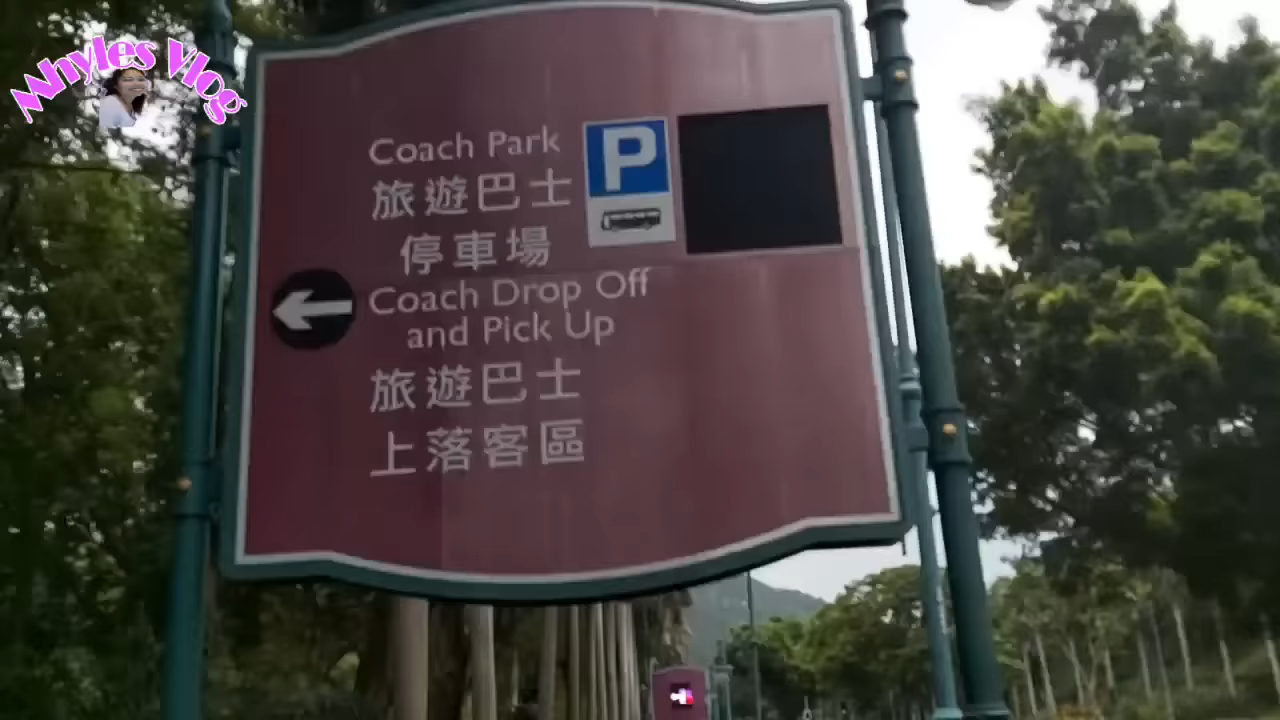 Whyles Vlog
Coach Park
旅遊巴士
停車場
P
Coach Drop Off
and Pick Up
旅遊巴士
上落客區